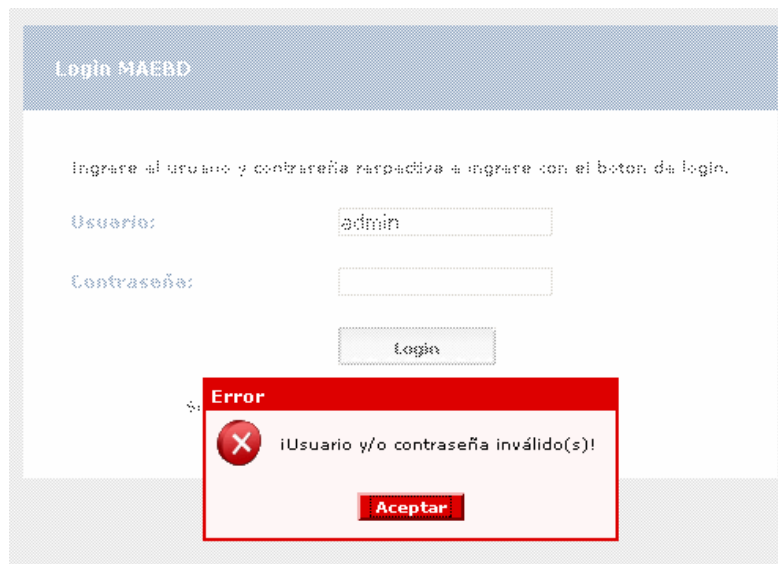 Login MAEBD
Ingrese el usuario y contraseña respectiva e ingrese con el boton de login.
Usuario:
admin
Contraseña:
Login
Error
¡Usuario y/o contraseña inválido(s)!
Aceptar